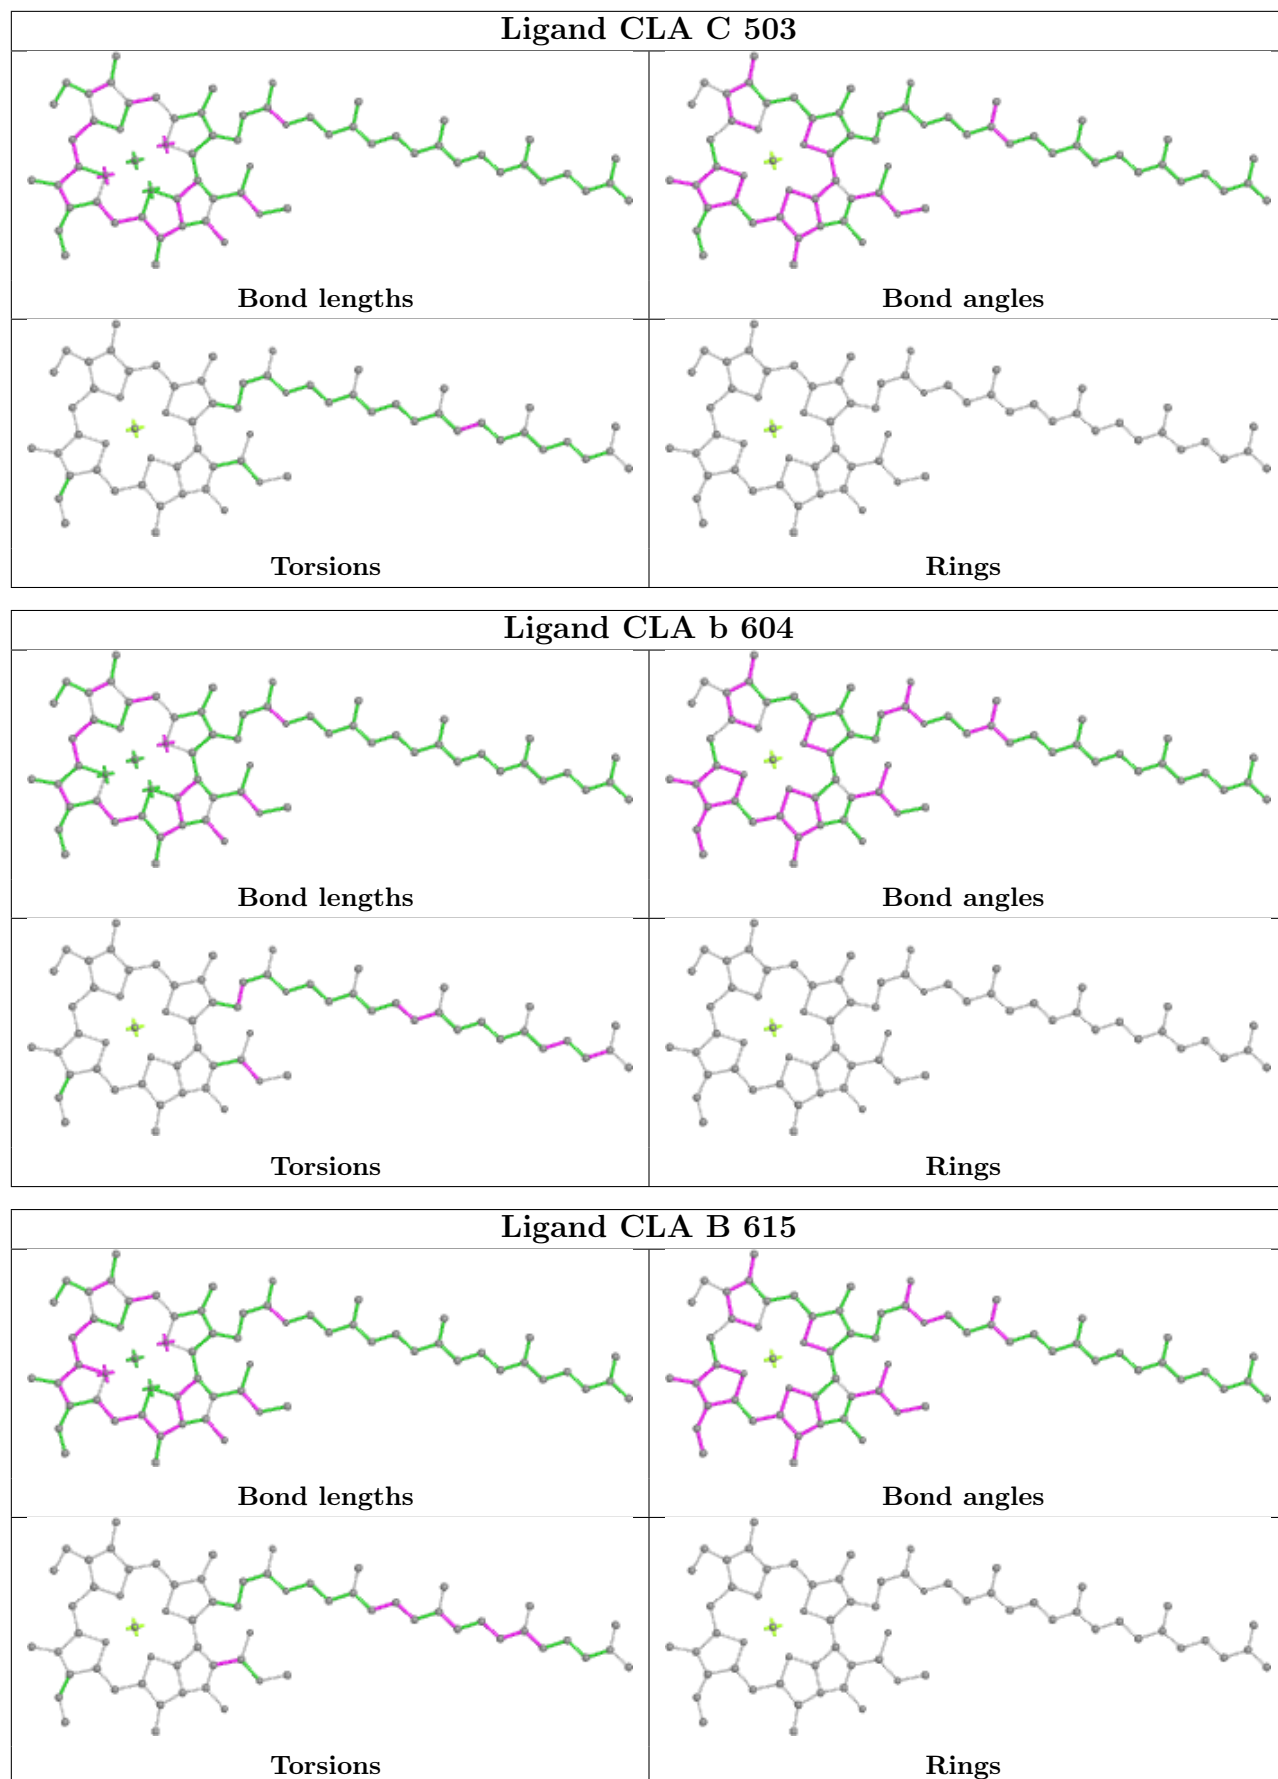 Ligand CLA C 503
Bond lengths
Bond angles
Torsions
Rings
Ligand CLA b 604
Bond lengths
Bond angles
Torsions
Rings
Ligand CLA B 615
Bond lengths
Bond angles
Torsions
Rings